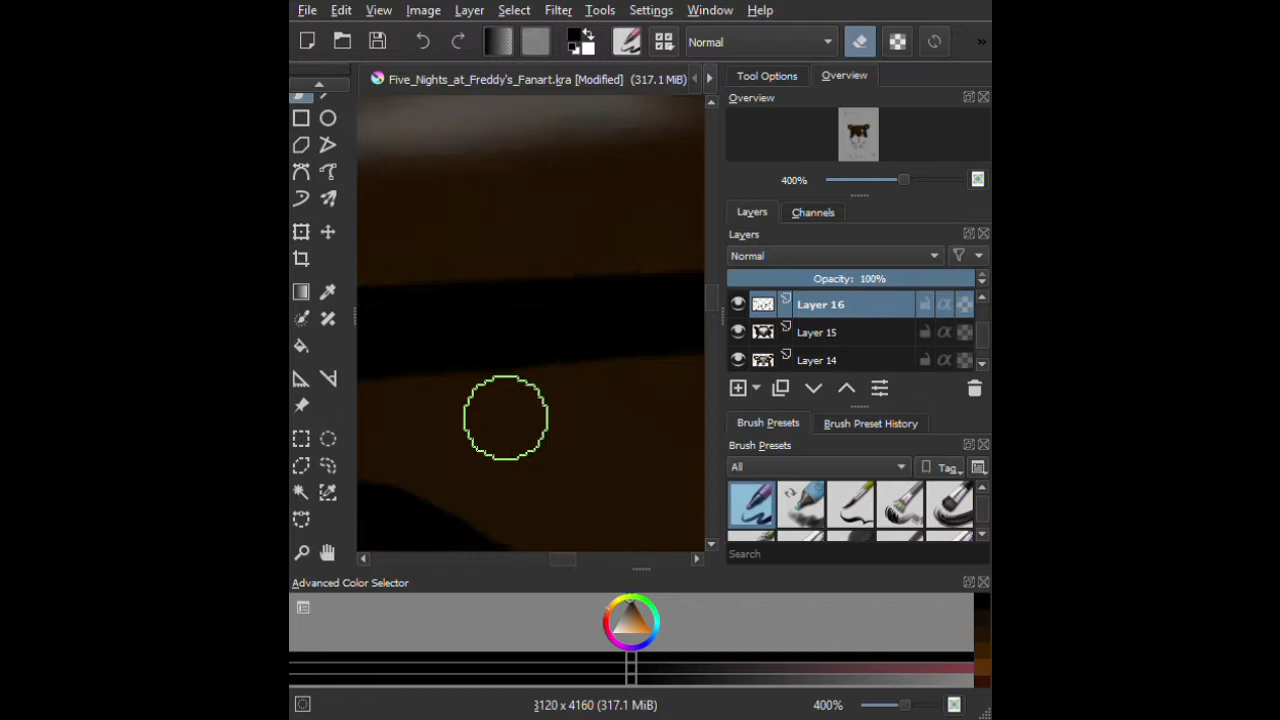 File Edit View Image Layer Select Filter Tools Settings Window Help
Normal »
Five_Nights_at_Freddy's_Fanart.kra [Modified] (317.1 MiB)
Tool Options Overview
Overview
400%
Layers Channels
Layers
Normal
Opacity: 100%
Layer 16
Layer 15
Layer 14
Brush Presets Brush Preset History
Brush Presets
All Tag
Search
Advanced Color Selector
3120 x 4160 (317.1 MiB) 400%